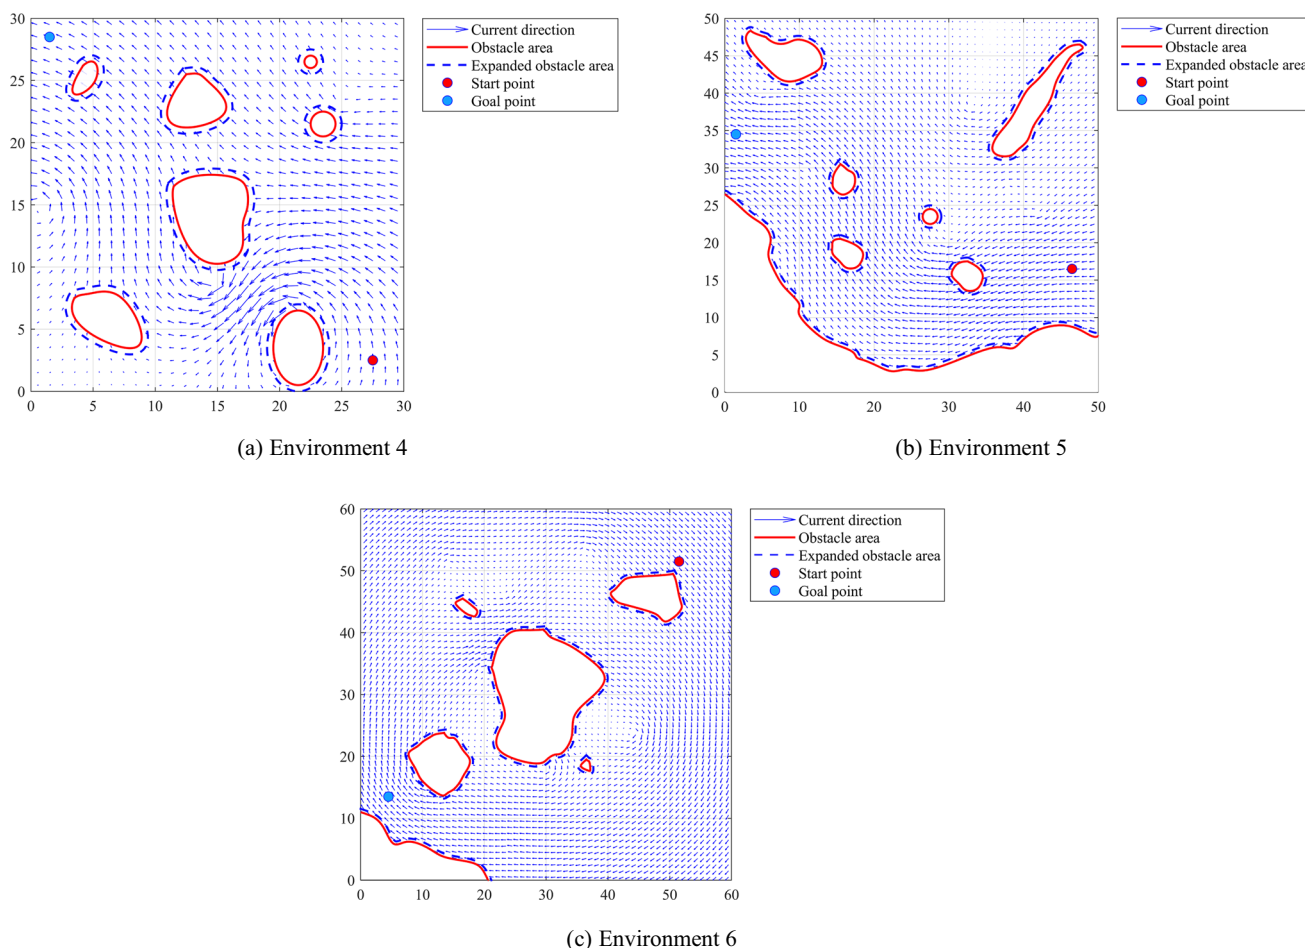 30
25
20
15
10
5
0
0 5 10 15 20 25 30
Current direction
Obstacle area
Expanded obstacle area
Start point
Goal point
(a) Environment 4
50
45
40
35
30
25
20
15
10
5
0
0 10 20 30 40 50
Current direction
Obstacle area
Expanded obstacle area
Start point
Goal point
(b) Environment 5
60
50
40
30
20
10
0
0 10 20 30 40 50 60
Current direction
Obstacle area
Expanded obstacle area
Start point
Goal point
(c) Environment 6